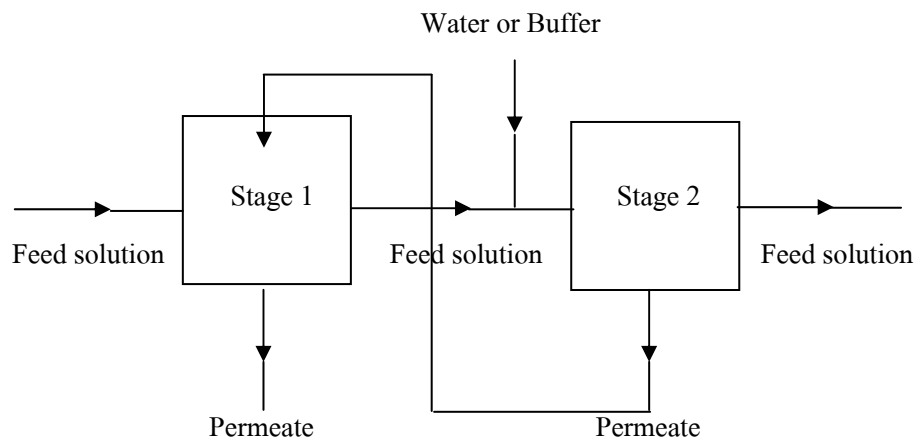 Water or Buffer
Stage 1
Stage 2
Feed solution
Feed solution
Feed solution
Permeate
Permeate